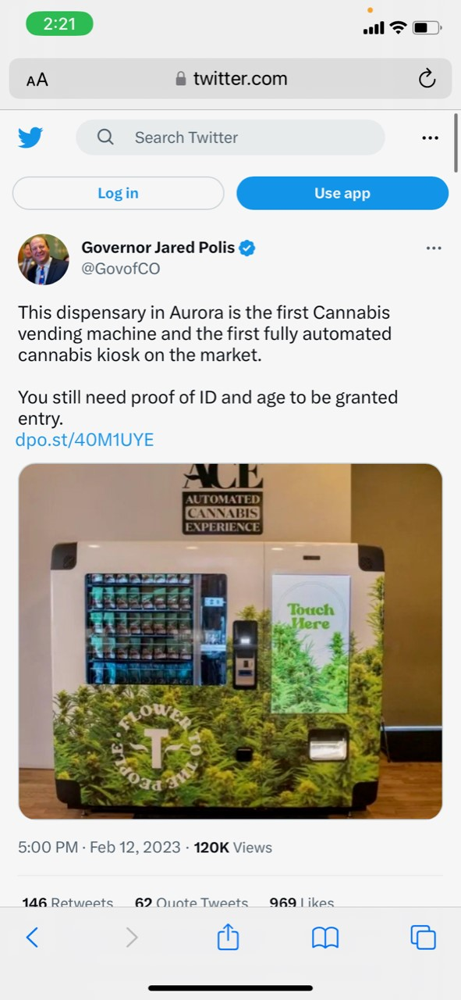 2:21
AA twitter.com
Search Twitter
Log in Use app
Governor Jared Polis
@GovofCO
This dispensary in Aurora is the first Cannabis
vending machine and the first fully automated
cannabis kiosk on the market.
You still need proof of ID and age to be granted
entry.
dpo.st/40M1UYE
ACE
AUTOMATED
CANNABIS
EXPERIENCE
Touch
Here
FLOWER TO THE PEOPLE
T
5:00 PM · Feb 12, 2023 · 120K Views
146 Retweets 62 Quote Tweets 969 Likes